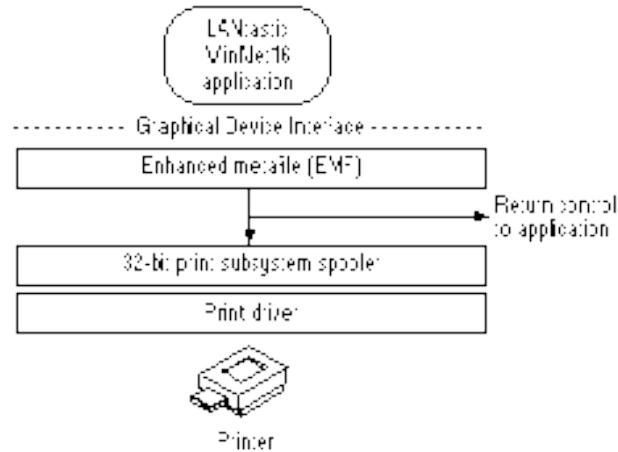 LANtastic
WinNet16
application
Graphical Device Interface
Enhanced metafile (EMF)
Return control
to application
32-bit print subsystem spooler
Print driver
Printer